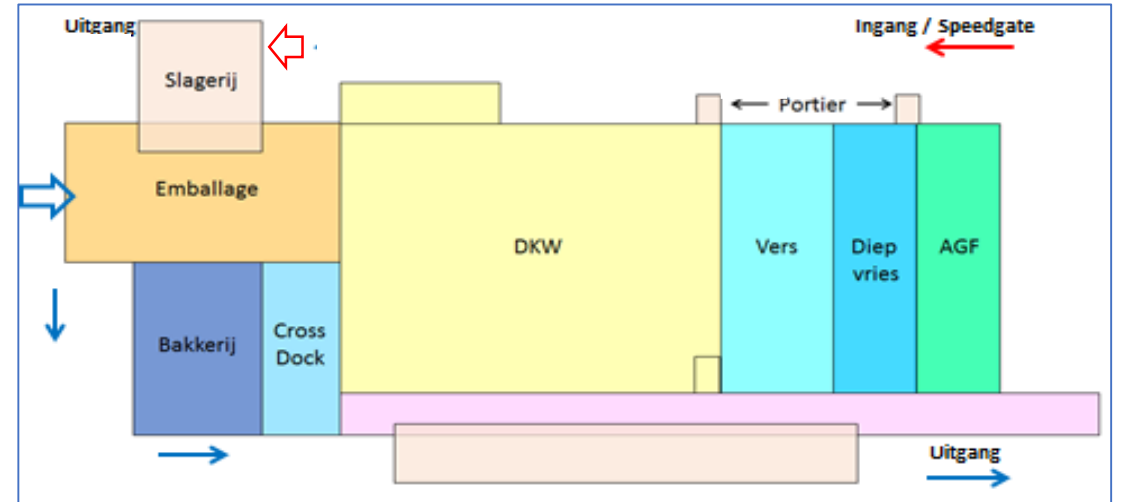 Uitgang
Ingang / Speedgate
Slagerij
Portier
Emballage
DKW
Vers
Diep
vries
AGF
Bakkerij
Cross
Dock
Uitgang